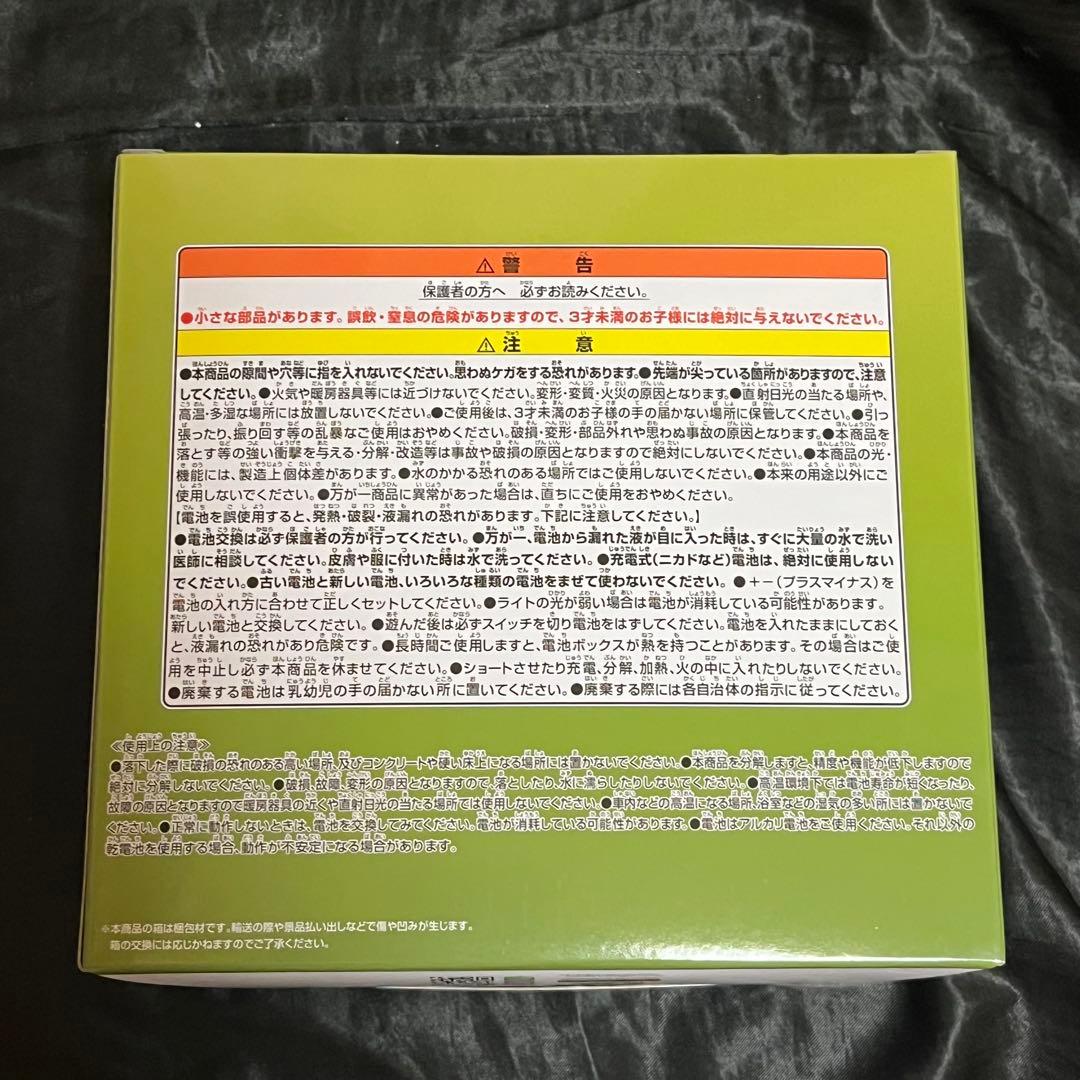 ⚠警 告
保護者の方へ 必ずお読みください。
●小さな部品があります。誤飲・窒息の危険がありますので、3才未満のお子様には絶対に与えないでください。
⚠注 意
●本商品の隙間や穴等に指を入れないでください。思わぬケガをする恐れがあります。●先端が尖っている箇所がありますので、注意
してください。●火気や暖房器具等には近づけないでください。変形・変質・火災の原因となります。●直射日光の当たる場所や、
高温・多湿な場所には放置しないでください。●ご使用後は、3才未満のお子様の手の届かない場所に保管してください。●引っ
張ったり、振り回す等の乱暴なご使用はおやめください。破損・変形・部品外れや思わぬ事故の原因となります。●本商品を
落とす等の強い衝撃を与える・分解・改造等は事故や破損の原因となりますので絶対にしないでください。●本商品の光・
機能には、製造上個体差があります。●水のかかる恐れのある場所ではご使用しないでください。●本来の用途以外にご
使用しないでください。●万が一商品に異常があった場合は、直ちにご使用をおやめください。
【電池を誤使用すると、発熱・破裂・液漏れの恐れがあります。下記に注意してください。】
●電池交換は必ず保護者の方が行ってください。●万が一、電池から漏れた液が目に入った時は、すぐに大量の水で洗い
医師に相談してください。皮膚や服に付いた時は水で洗ってください。●充電式(ニカドなど)電池は、絶対に使用しない
でください。●古い電池と新しい電池、いろいろな種類の電池をまぜて使わないでください。●+-(プラスマイナス)を
電池の入れ方に合わせて正しくセットしてください。●ライトの光が弱い場合は電池が消耗している可能性があります。
新しい電池と交換してください。●遊んだ後は必ずスイッチを切り電池をはずしてください。電池を入れたままにしておく
と、液漏れの恐れがあり危険です。●長時間ご使用しますと、電池ボックスが熱を持つことがあります。その場合はご使
用を中止し必ず本商品を休ませてください。●ショートさせたり充電、分解、加熱、火の中に入れたりしないでください。
●廃棄する電池は乳幼児の手の届かない所に置いてください。●廃棄する際には各自治体の指示に従ってください。
≪使用上の注意≫
●落下した際に破損の恐れのある高い場所、及びコンクリートや硬い床上になる場所には置かないでください。●本商品を分解しますと、精度や機能が低下しますので
絶対に分解しないでください。●破損、故障、変形の原因となりますので、落としたり、水に濡らしたりしないでください。●高温環境下では電池寿命が短くなったり、
故障の原因となりますので暖房器具の近くや直射日光の当たる場所では使用しないでください。●車内などの高温になる場所、浴室などの湿気の多い所には置かないで
ください。●正常に動作しないときは、電池を交換してみてください。電池が消耗している可能性があります。●電池はアルカリ電池をご使用ください。それ以外の
乾電池を使用する場合、動作が不安定になる場合があります。
※本商品の箱は梱包材です。輸送の際や景品払い出しなどで傷や凹みが生じます。
箱の交換には応じかねますのでご了承ください。